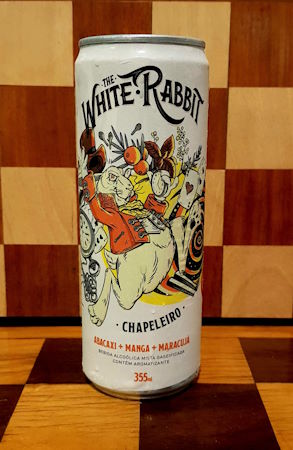 THE
WHITE RABBIT
CHAPELEIRO
ABACAXI + MANGA + MARACUJÁ
BEBIDA ALCOÓLICA MISTA GASEIFICADA
CONTÉM AROMATIZANTE
355ml